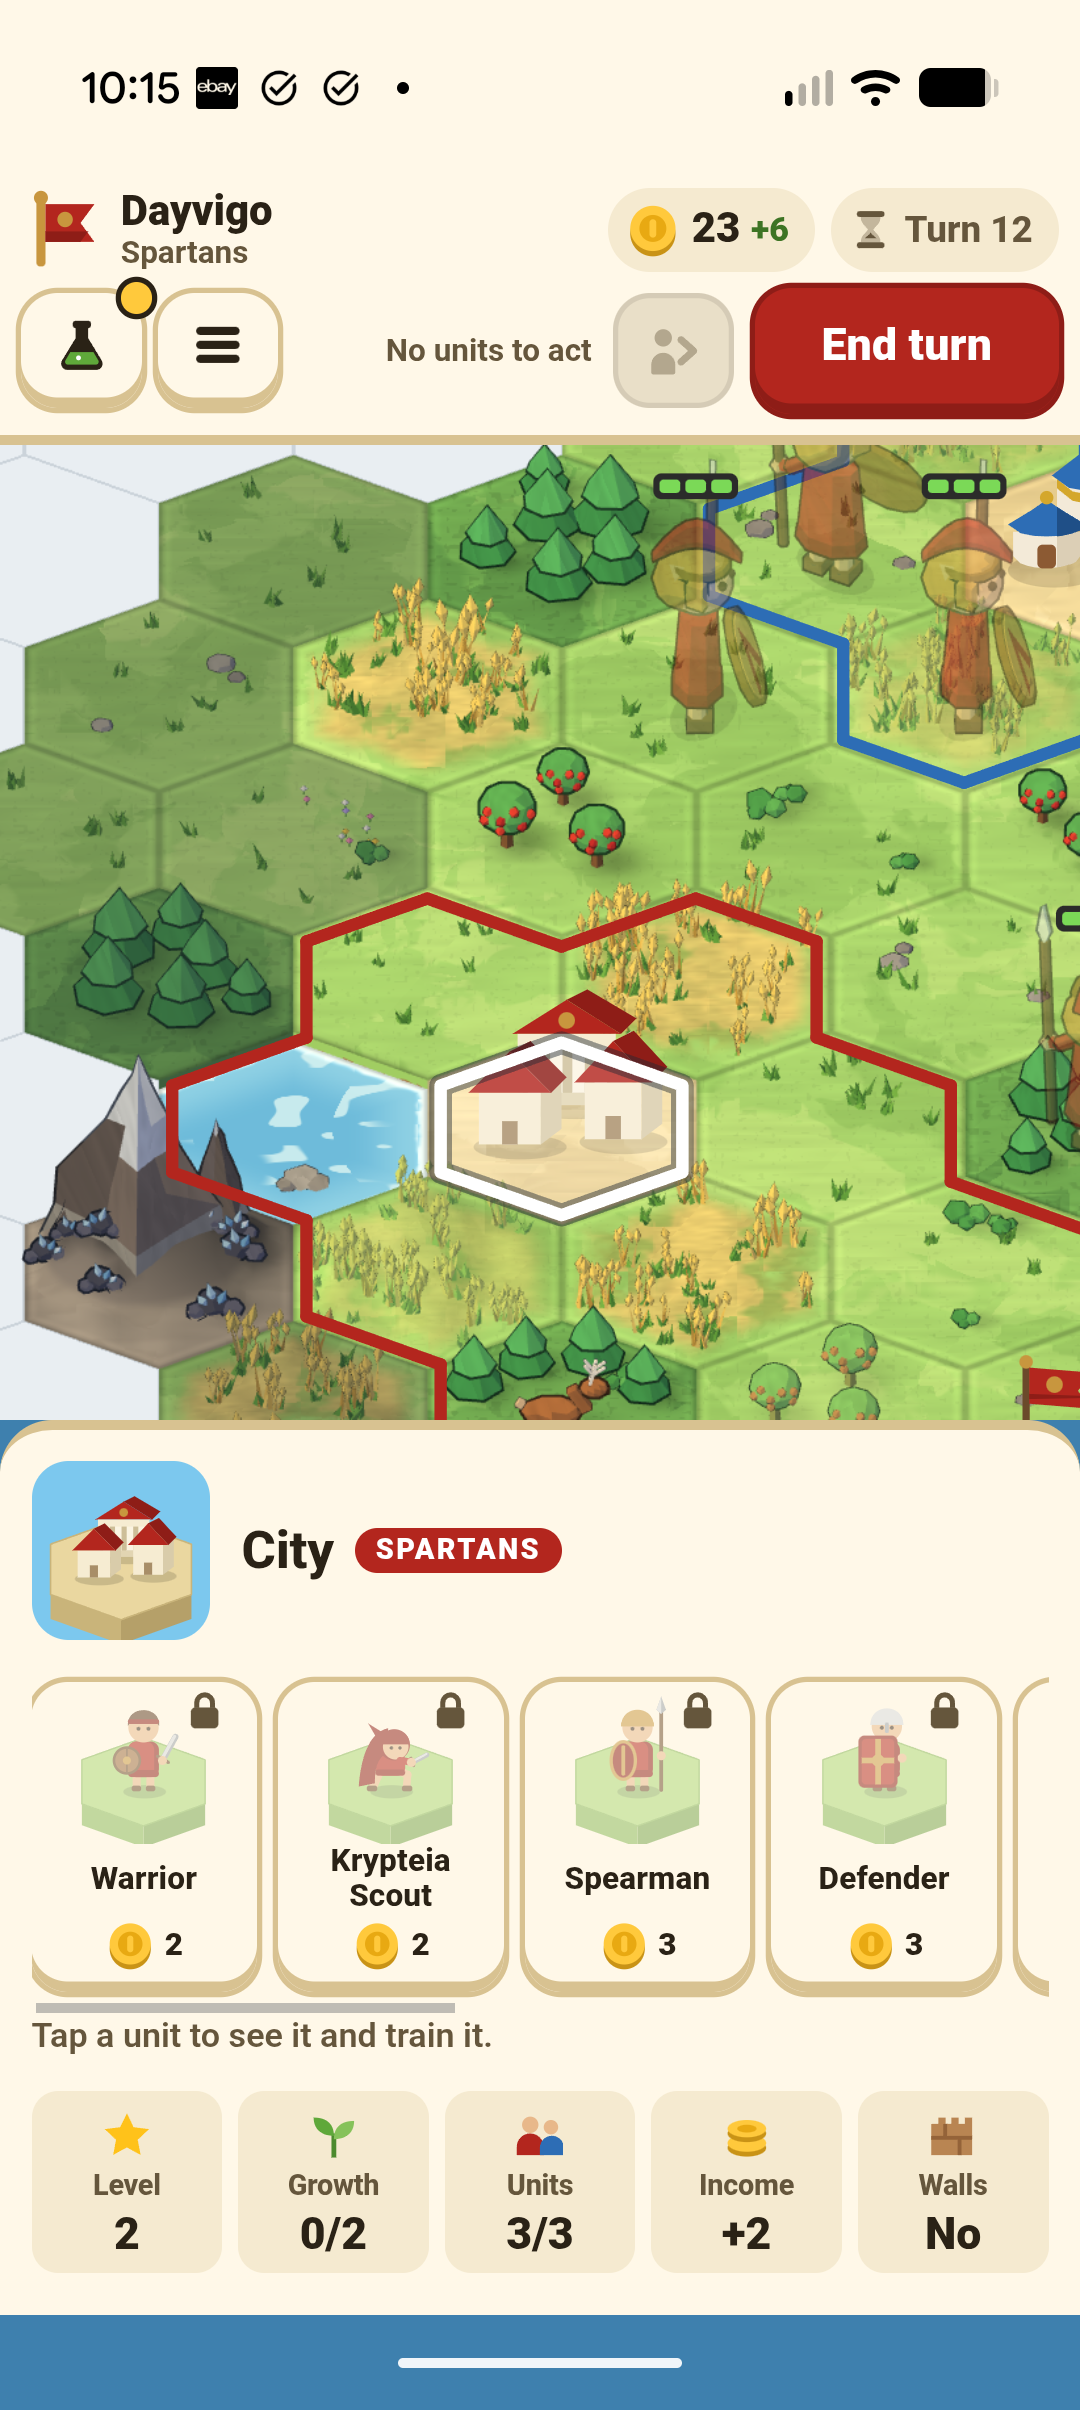 10:15
ebay
Dayvigo
Spartans
23 +6
Turn 12
No units to act
End turn
City
SPARTANS
Warrior
2
Krypteia
Scout
2
Spearman
3
Defender
3
Tap a unit to see it and train it.
Level
2
Growth
0/2
Units
3/3
Income
+2
Walls
No